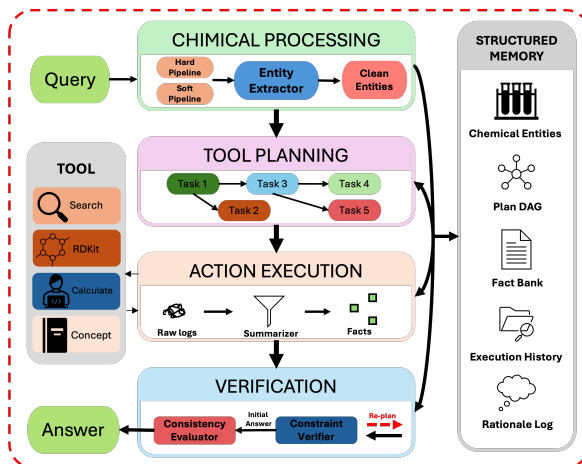 CHIMICAL PROCESSING
Query
Hard
Pipeline
Soft
Pipeline
Entity
Extractor
Clean
Entities
TOOL PLANNING
Task 1
Task 3
Task 4
Task 2
Task 5
TOOL
Search
RDKit
Calculate
Concept
ACTION EXECUTION
Raw logs
Summarizer
Facts
VERIFICATION
Answer
Consistency
Evaluator
Initial
Answer
Constraint
Verifier
Re-plan
STRUCTURED
MEMORY
Chemical Entities
Plan DAG
Fact Bank
Execution History
Rationale Log